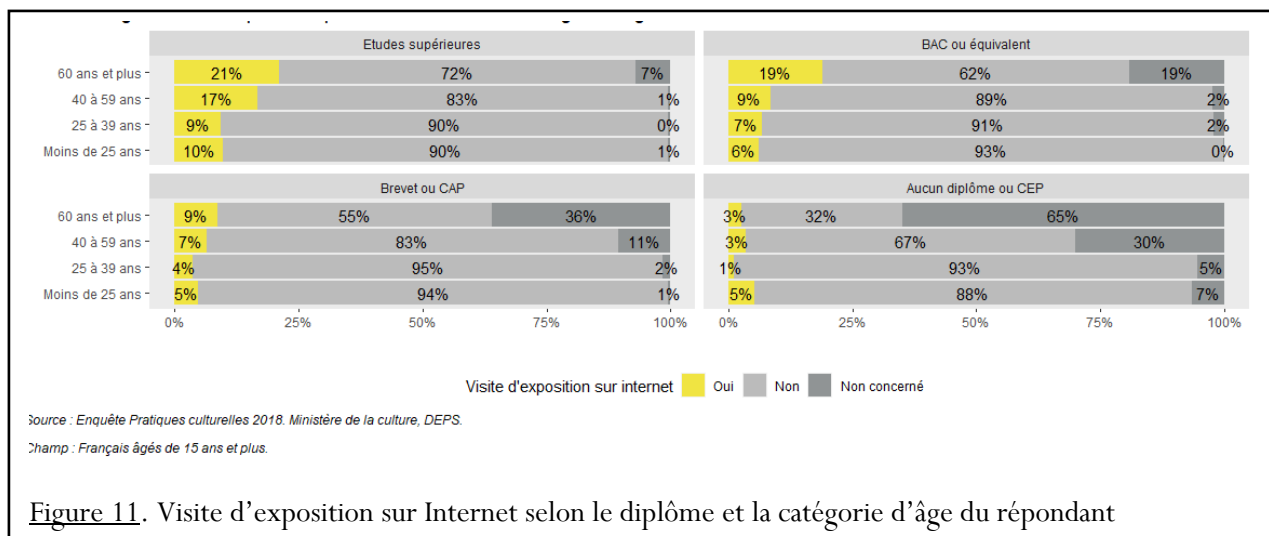 Etudes supérieures
BAC ou équivalent
60 ans et plus 21% 72% 7% 19% 62% 19%
40 à 59 ans 17% 83% 1% 9% 89% 2%
25 à 39 ans 9% 90% 0% 7% 91% 2%
Moins de 25 ans 10% 90% 1% 6% 93% 0%
Brevet ou CAP
Aucun diplôme ou CEP
60 ans et plus 9% 55% 36% 3% 32% 65%
40 à 59 ans 7% 83% 11% 3% 67% 30%
25 à 39 ans 4% 95% 2% 1% 93% 5%
Moins de 25 ans 5% 94% 1% 5% 88% 7%
0% 25% 50% 75% 100% 0% 25% 50% 75% 100%
Visite d'exposition sur internet Oui Non Non concerné
Source : Enquête Pratiques culturelles 2018. Ministère de la culture, DEPS.
Champ : Français âgés de 15 ans et plus.
Figure 11. Visite d'exposition sur Internet selon le diplôme et la catégorie d'âge du répondant